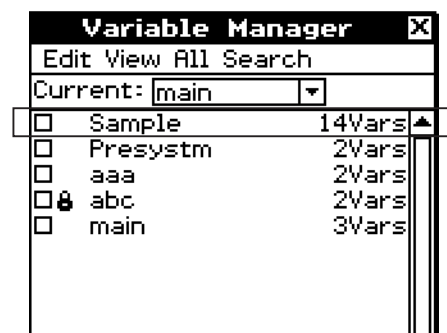 Variable Manager X
Edit View All Search
Current: main
Sample 14Vars
Presystm 2Vars
aaa 2Vars
abc 2Vars
main 3Vars